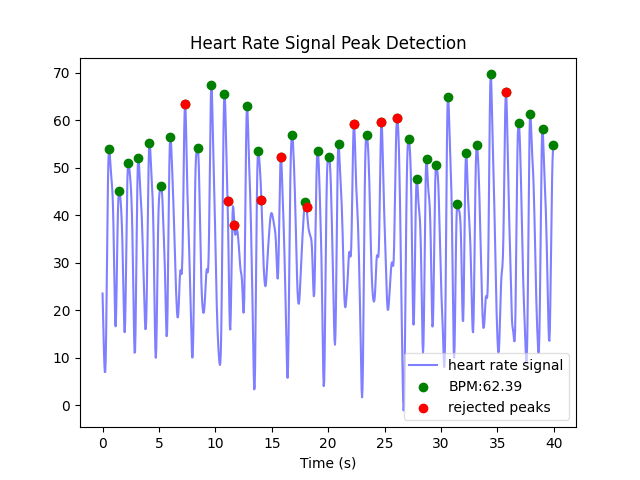 Heart Rate Signal Peak Detection
70
60
50
40
30
20
10
0
heart rate signal
BPM:62.39
rejected peaks
0 5 10 15 20 25 30 35 40
Time (s)